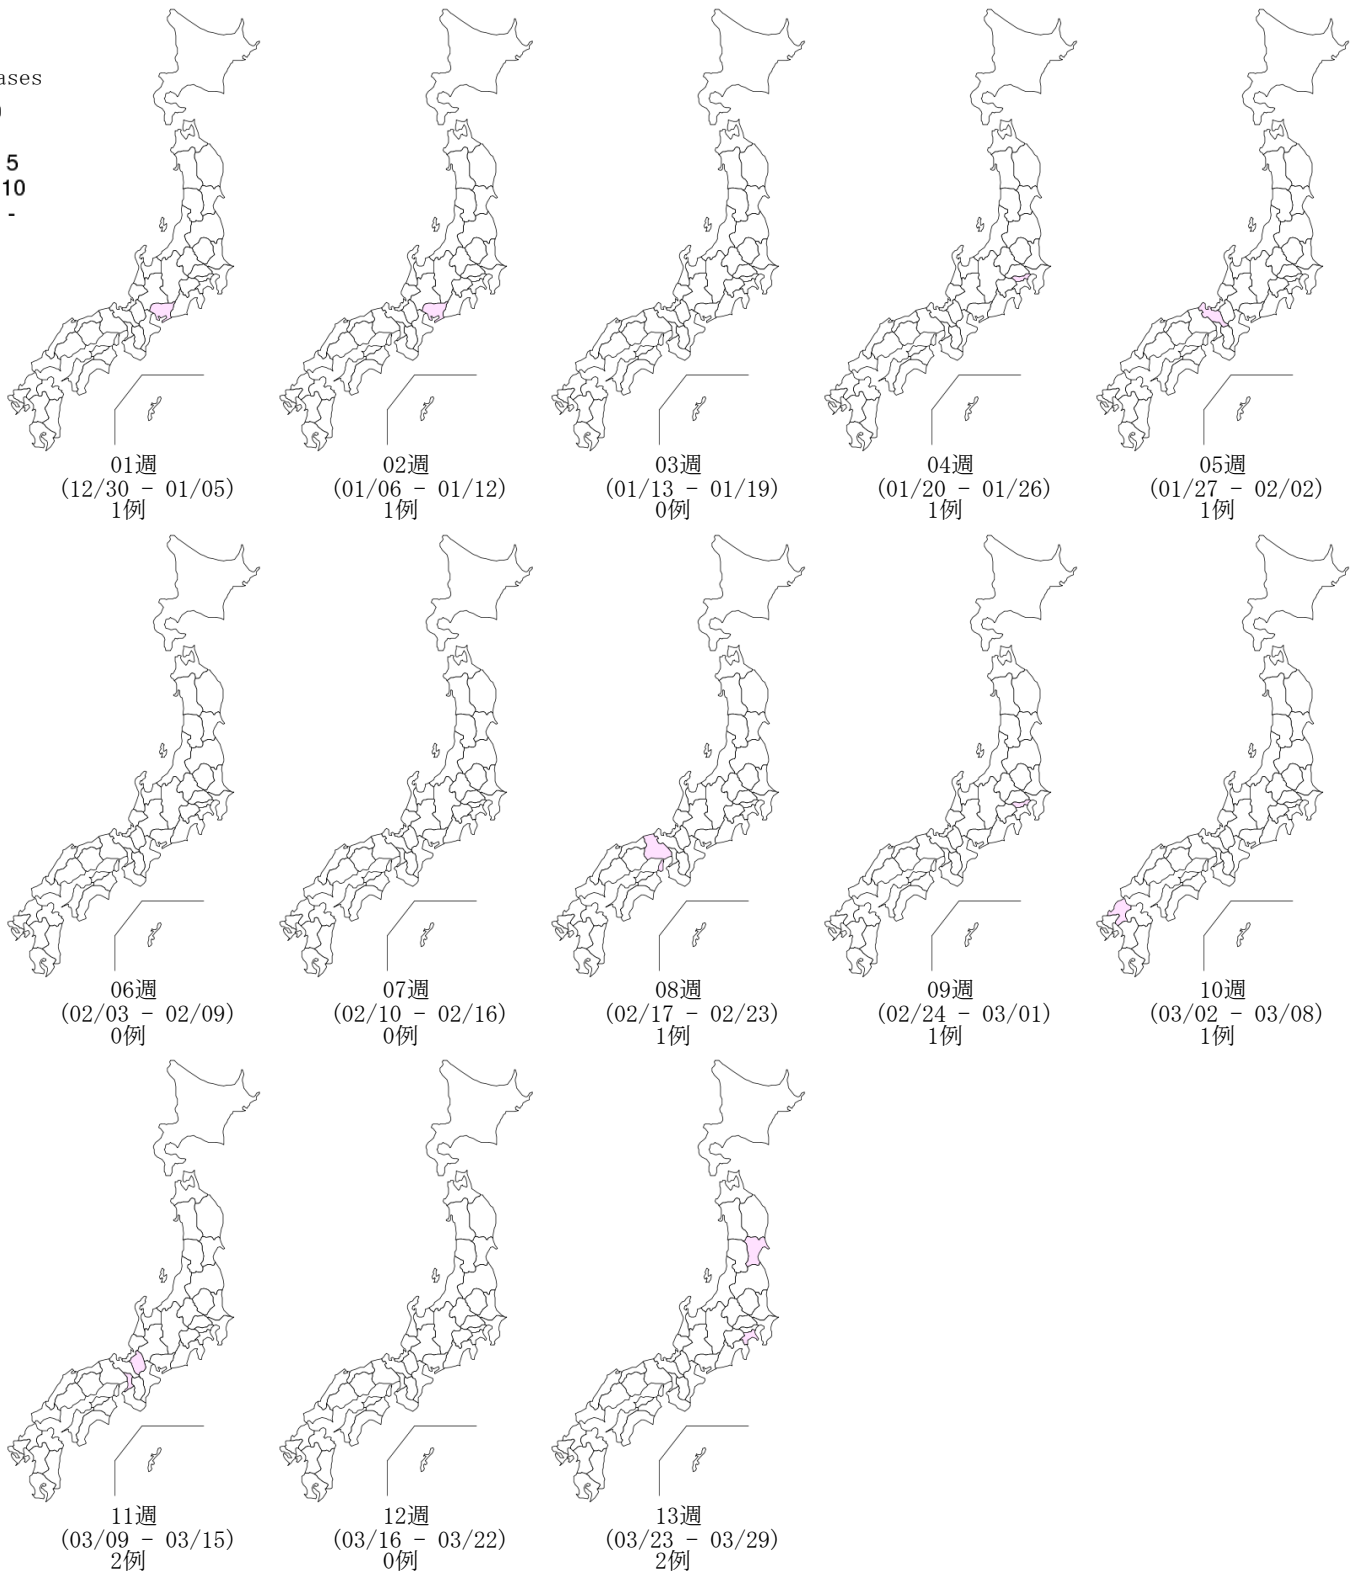 5
10
-
01週
(12/30 - 01/05)
1例
02週
(01/06 - 01/12)
1例
03週
(01/13 - 01/19)
0例
04週
(01/20 - 01/26)
1例
05週
(01/27 - 02/02)
1例
06週
(02/03 - 02/09)
0例
07週
(02/10 - 02/16)
0例
08週
(02/17 - 02/23)
1例
09週
(02/24 - 03/01)
1例
10週
(03/02 - 03/08)
1例
11週
(03/09 - 03/15)
2例
12週
(03/16 - 03/22)
0例
13週
(03/23 - 03/29)
2例